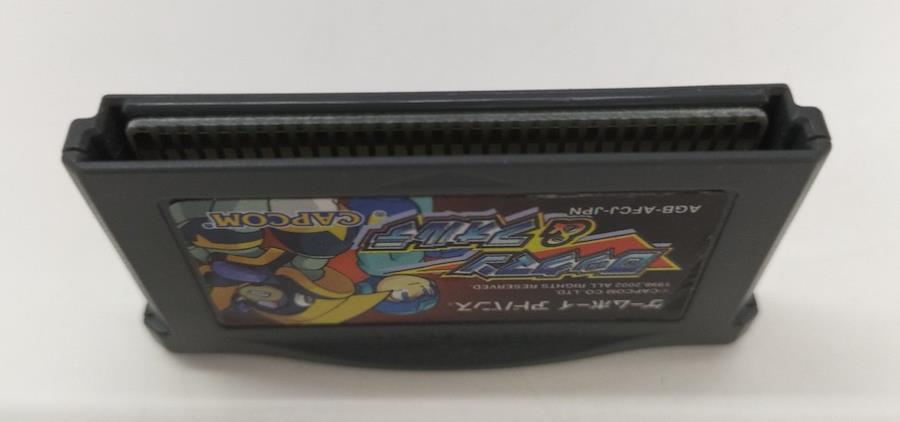 ゲームボーイ アドバンス
©CAPCOM CO.,LTD.
1998,2002 ALL RIGHTS RESERVED.
ロックマン
&フォルテ
AGB-AFCJ-JPN
CAPCOM®